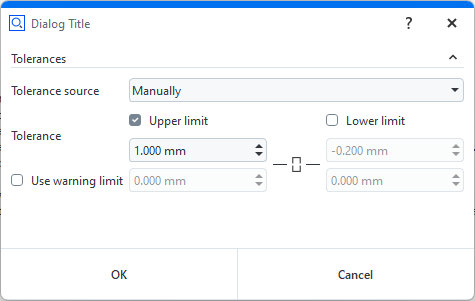 Dialog Title ?
Tolerances
Tolerance source Manually
Upper limit Lower limit
Tolerance
1.000 mm -0.200 mm
Use warning limit 0.000 mm 0.000 mm
OK Cancel